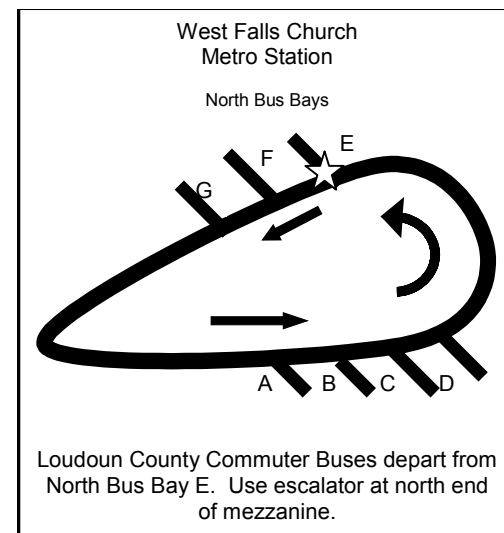 West Falls Church
Metro Station
North Bus Bays
E
F
G
A B C D
Loudoun County Commuter Buses depart from
North Bus Bay E. Use escalator at north end
of mezzanine.